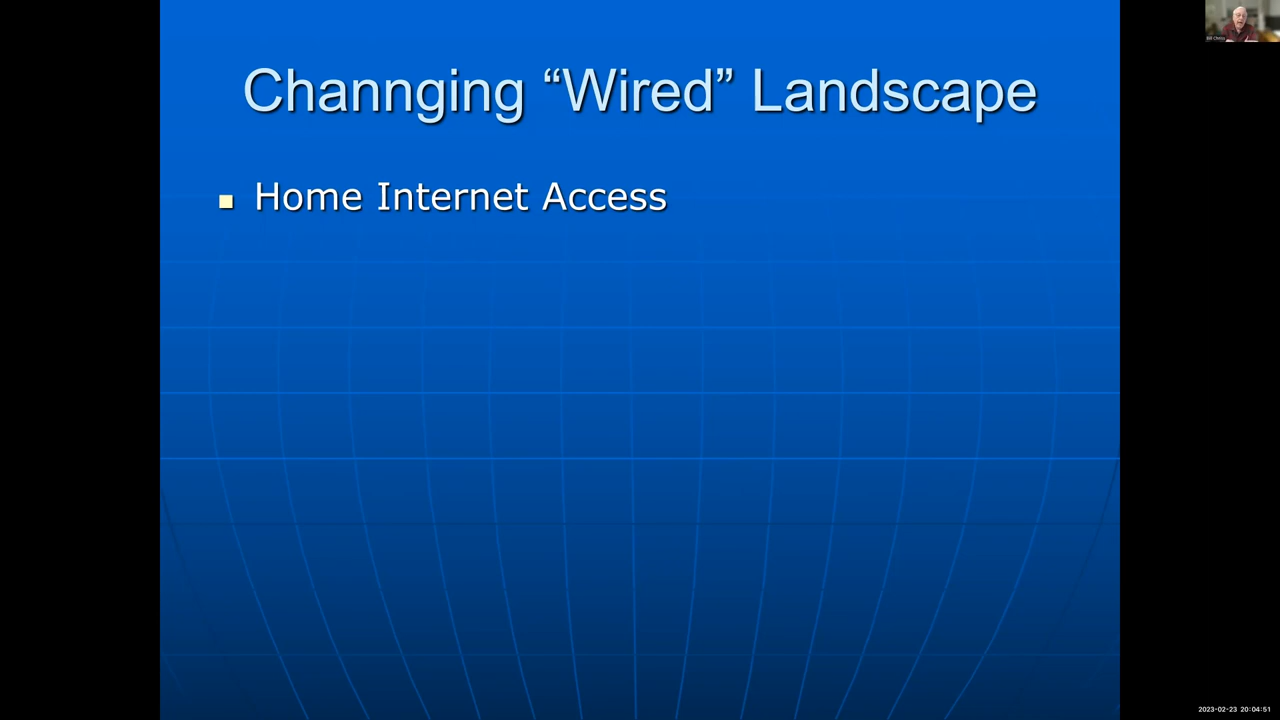 Channging “Wired” Landscape
Home Internet Access
2023-02-23 20:04:51